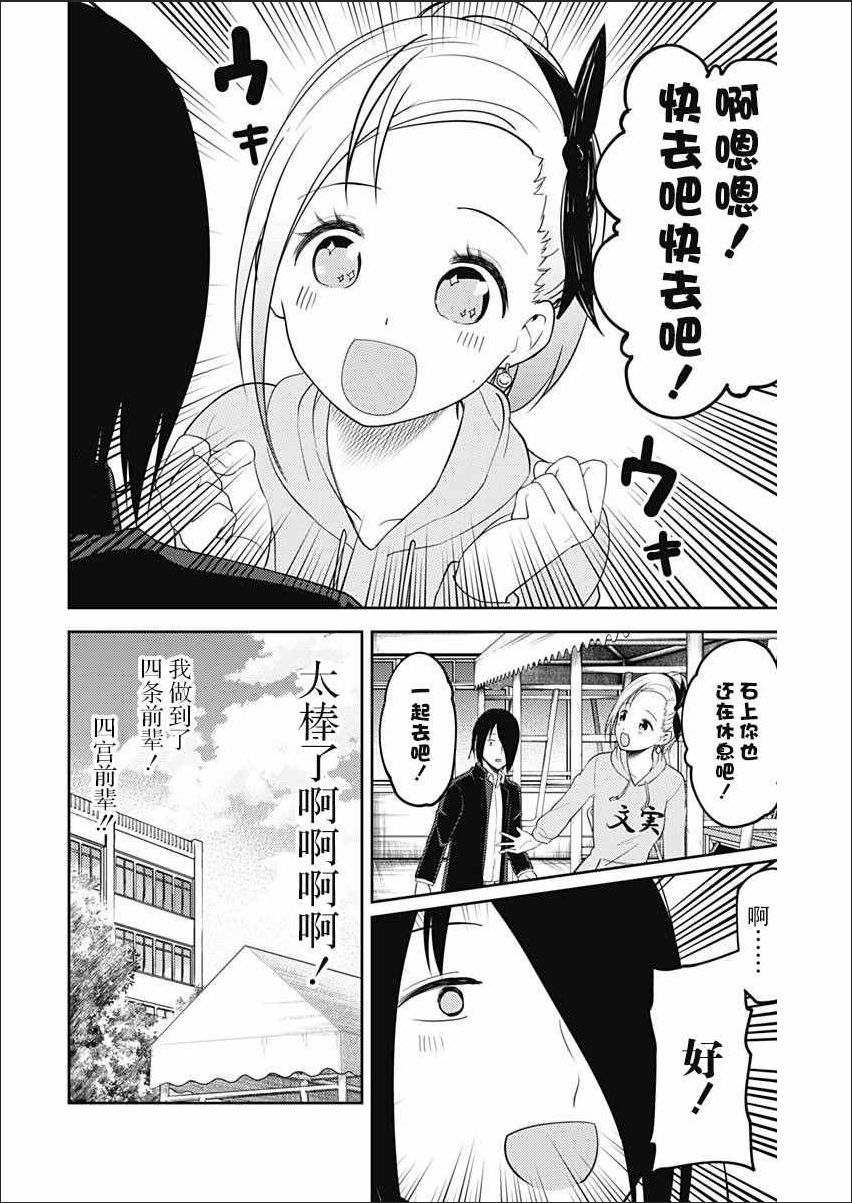 啊嗯嗯！
快去吧快去吧！
ウキ
ウキ
石上你也
还在休息吧！
一起去吧！
文実
啊……
好！
太棒了啊啊啊啊！
我做到了
四条前辈！
四宫前辈!!